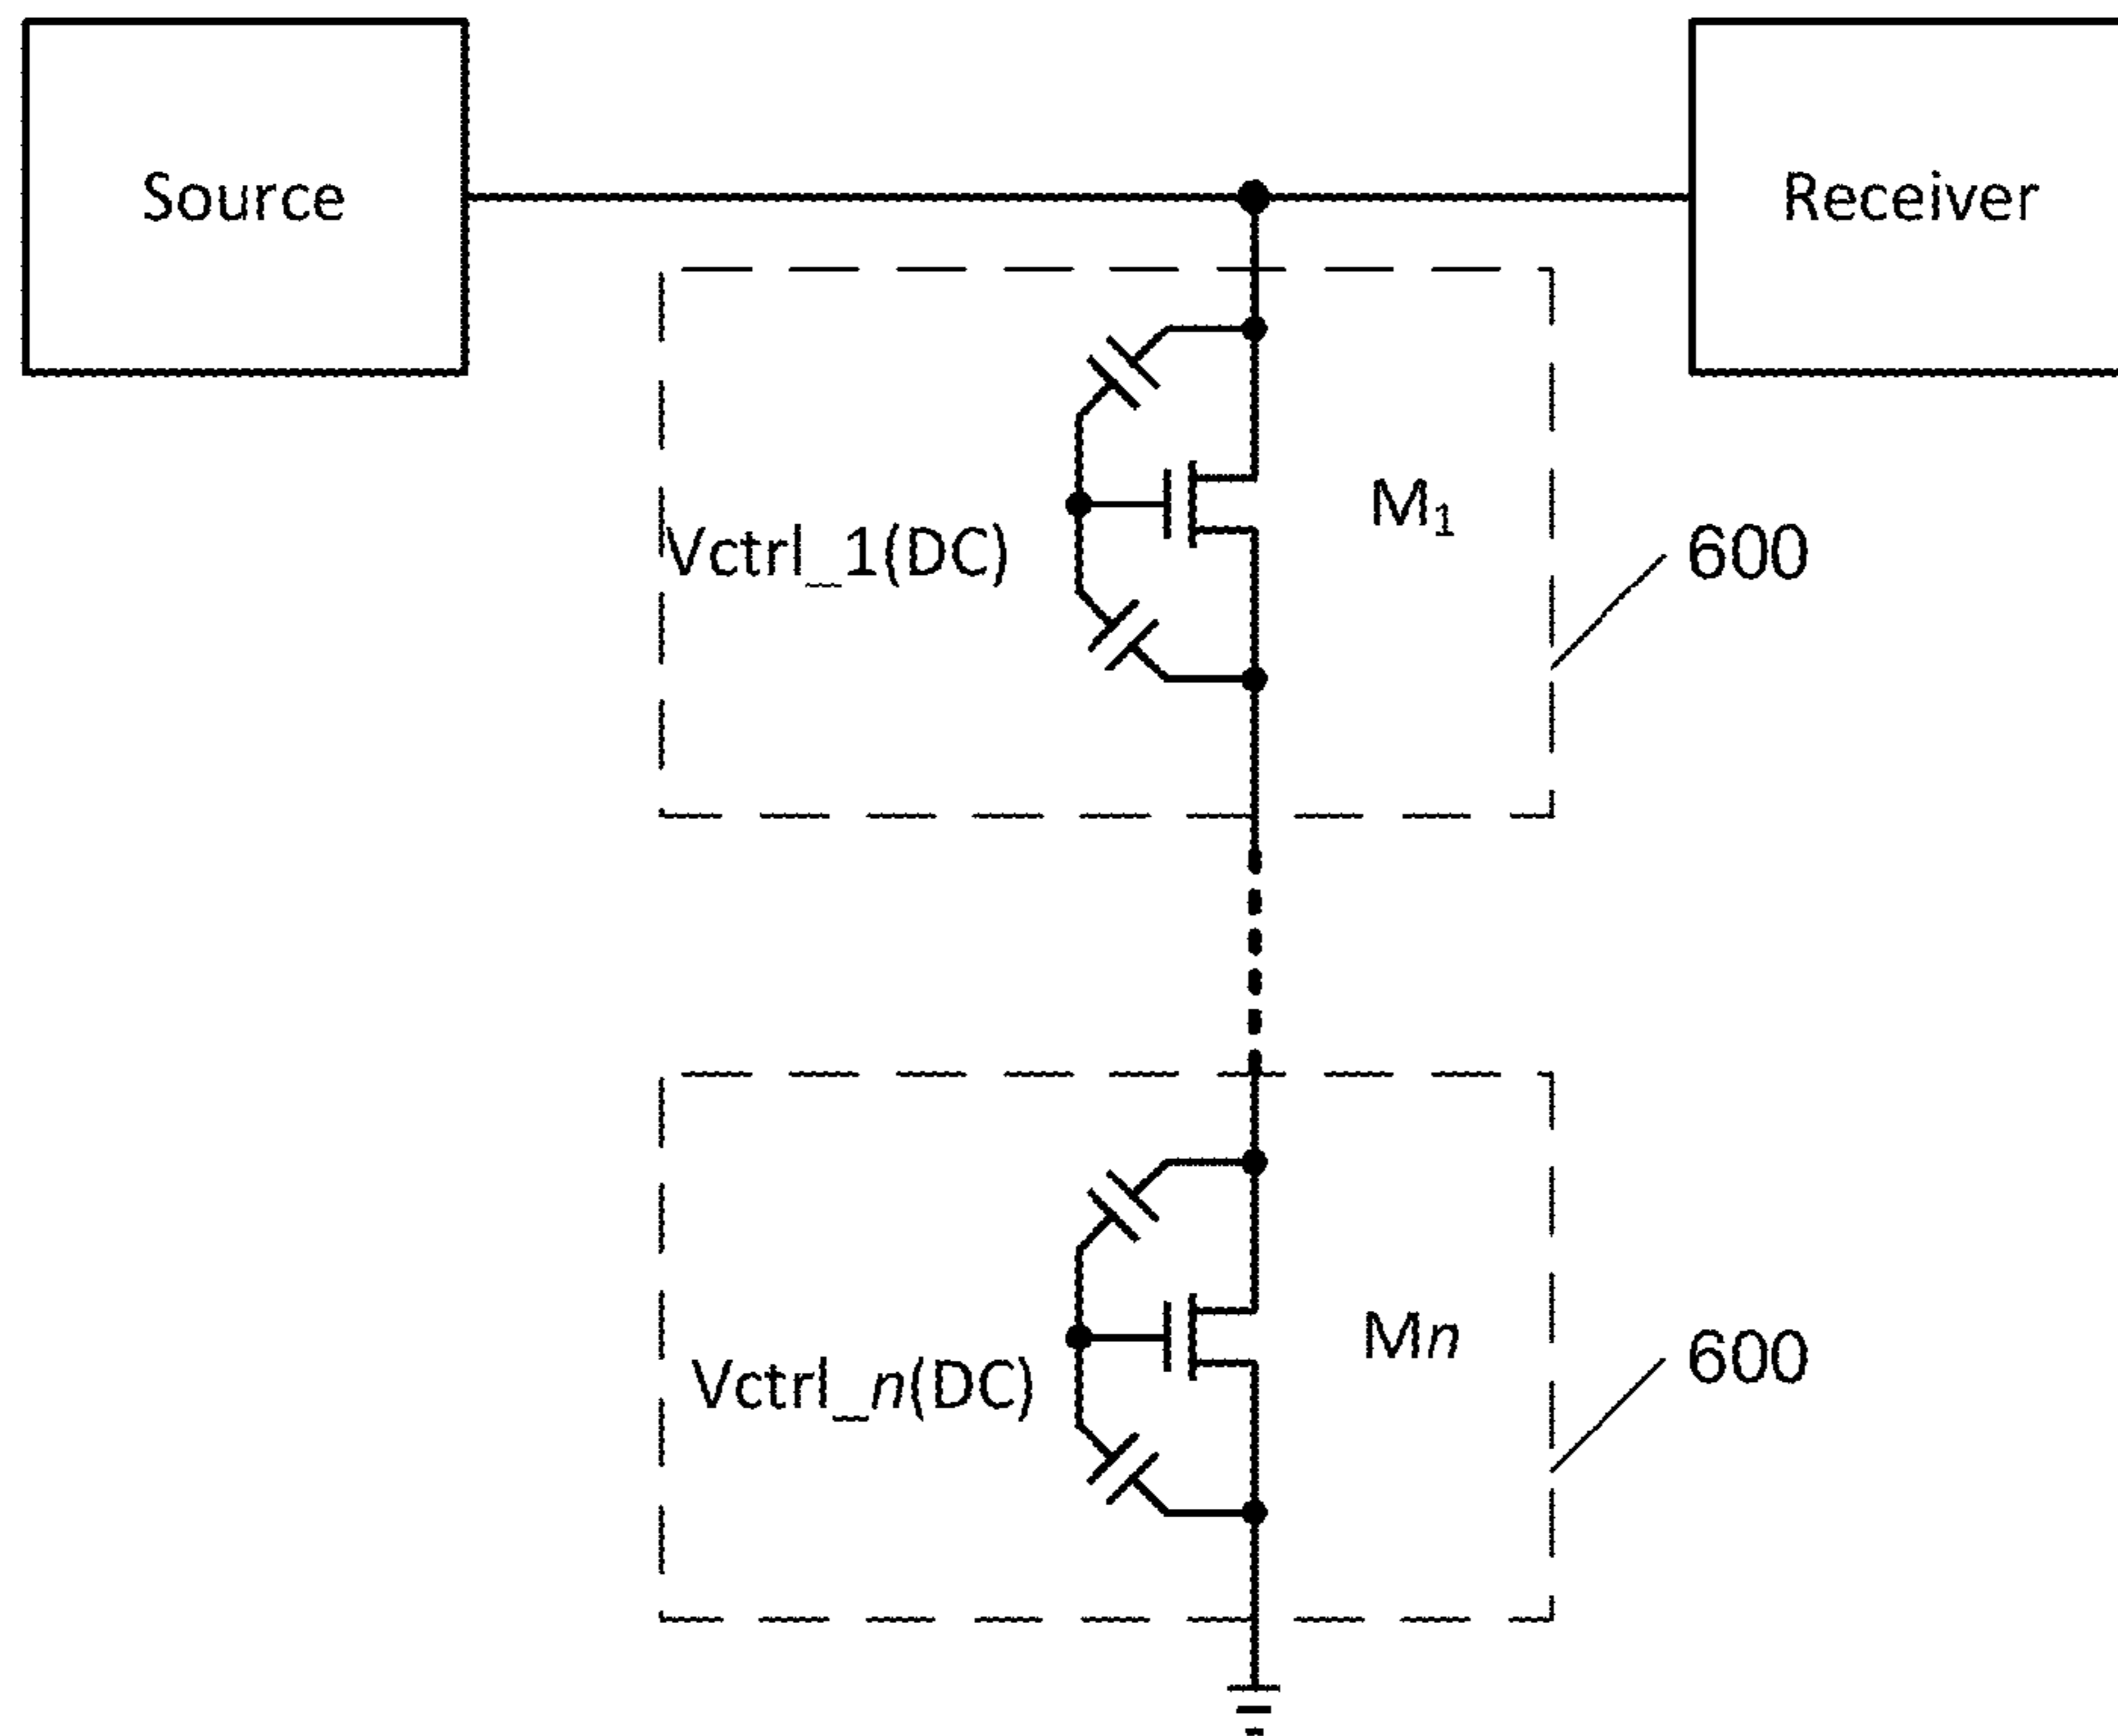 Source
Receiver
M₁
Vctrl_1(DC)
600
Mn
Vctrl_n(DC)
600